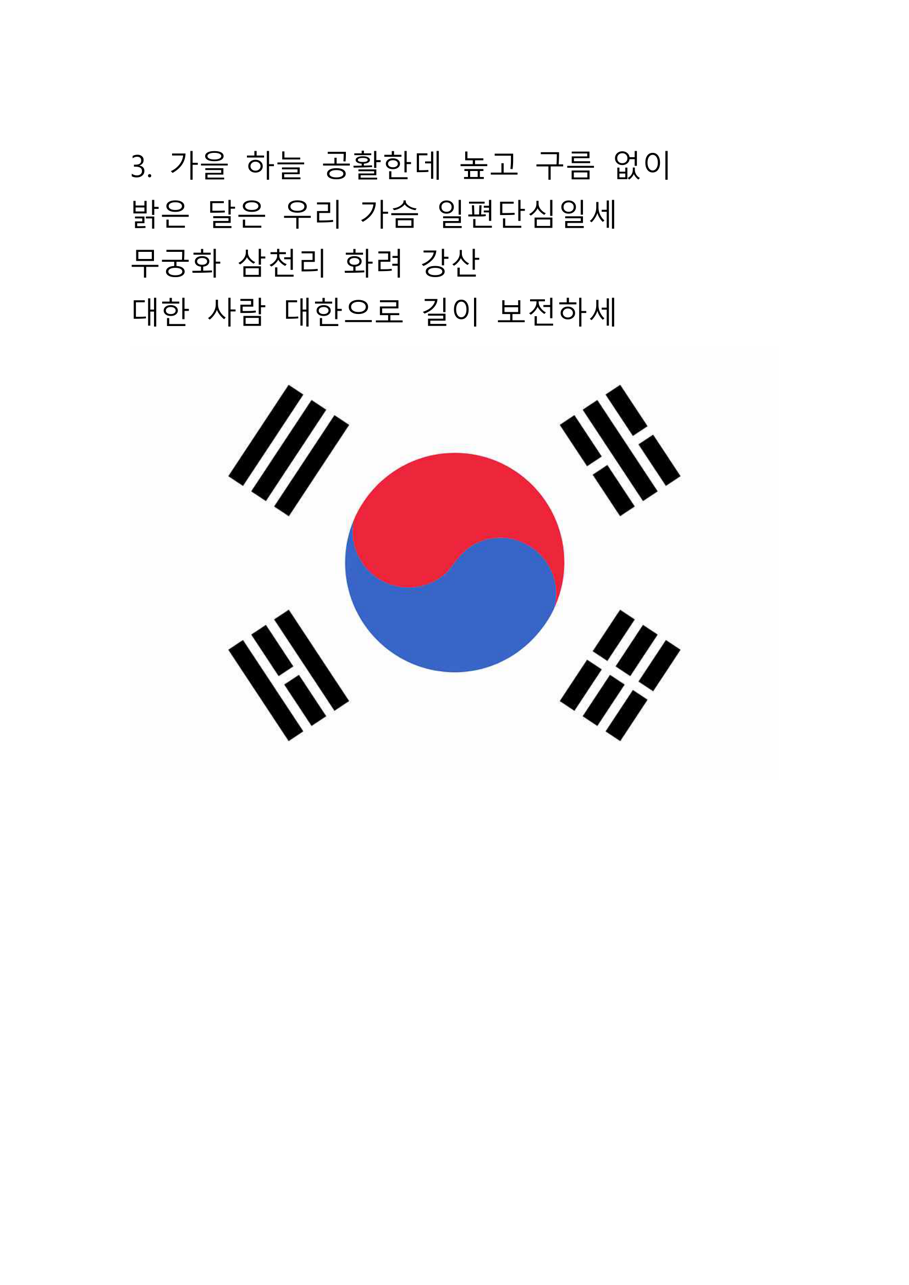 3. 가을 하늘 공활한데 높고 구름 없이
밝은 달은 우리 가슴 일편단심일세
무궁화 삼천리 화려 강산
대한 사람 대한으로 길이 보전하세